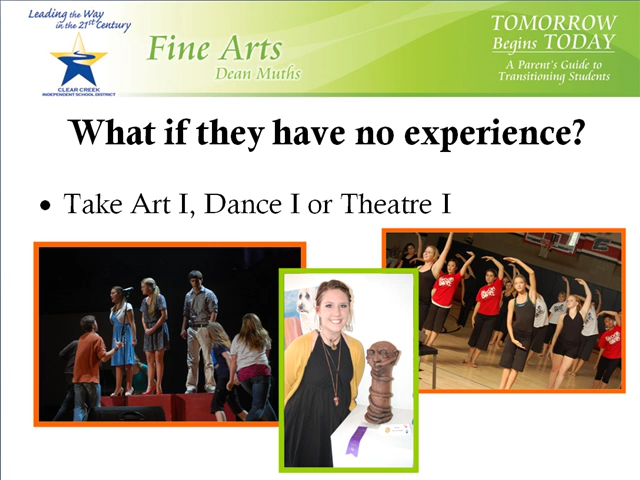 Leading the Way
in the 21st Century
CLEAR CREEK
INDEPENDENT SCHOOL DISTRICT
Fine Arts
Dean Muths
TOMORROW
Begins TODAY
A Parent's Guide to
Transitioning Students
What if they have no experience?
• Take Art I, Dance I or Theatre I